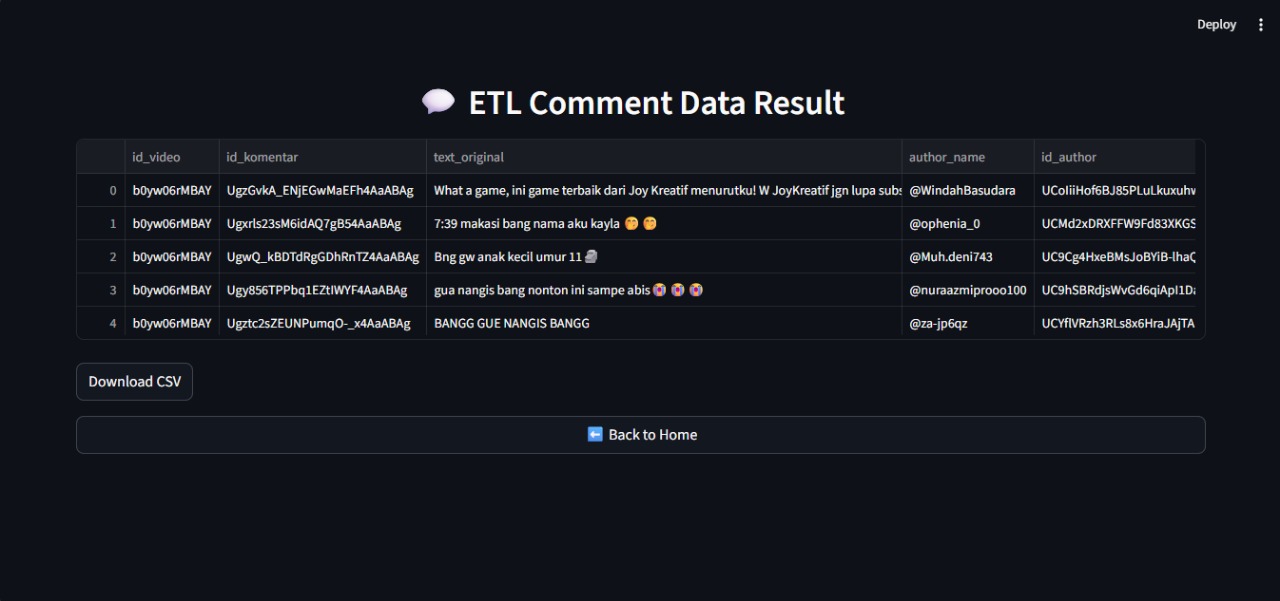 Deploy
💬 ETL Comment Data Result
id_video id_komentar text_original author_name id_author
0 b0yw06rMBAY UgzGvkA_ENjEGwMaEFh4AaABAg What a game, ini game terbaik dari Joy Kreatif menurutku! W JoyKreatif jgn lupa subs @WindahBasudara UCoIiiHof6BJ85PLuLkuxuhw
1 b0yw06rMBAY Ugxrls23sM6idAQ7gB54AaABAg 7:39 makasi bang nama aku kayla 🤭 🤭 @ophenia_0 UCMd2xDRXFFW9Fd83XKGS
2 b0yw06rMBAY UgwQ_kBDTdRgGDhRnTZ4AaABAg Bng gw anak kecil umur 11🗿 @Muh.deni743 UC9Cg4HxeBMsJoBYiB-lhaQ
3 b0yw06rMBAY Ugy856TPPbq1EZtIWYF4AaABAg gua nangis bang nonton ini sampe abis😭 😭 😭 @nuraazmiprooo100 UC9hSBRdjsWvGd6qiApI1Da
4 b0yw06rMBAY Ugztc2sZEUNPumqO-_x4AaABAg BANGG GUE NANGIS BANGG @za-jp6qz UCYflVRzh3RLs8x6HraJAjTA
Download CSV
⬅️ Back to Home